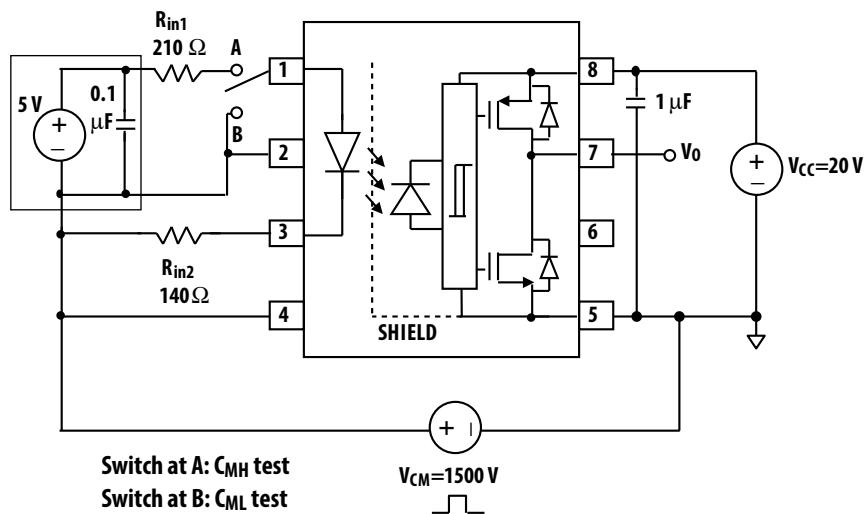 Rin1
210 Ω
A
1
8
5 V
0.1
μF
1 μF
B
2
7
VO
VCC=20 V
3
6
Rin2
140Ω
4
SHIELD
5
+
−
+
−
+
−
Switch at A: CMH test
VCM=1500 V
Switch at B: CML test